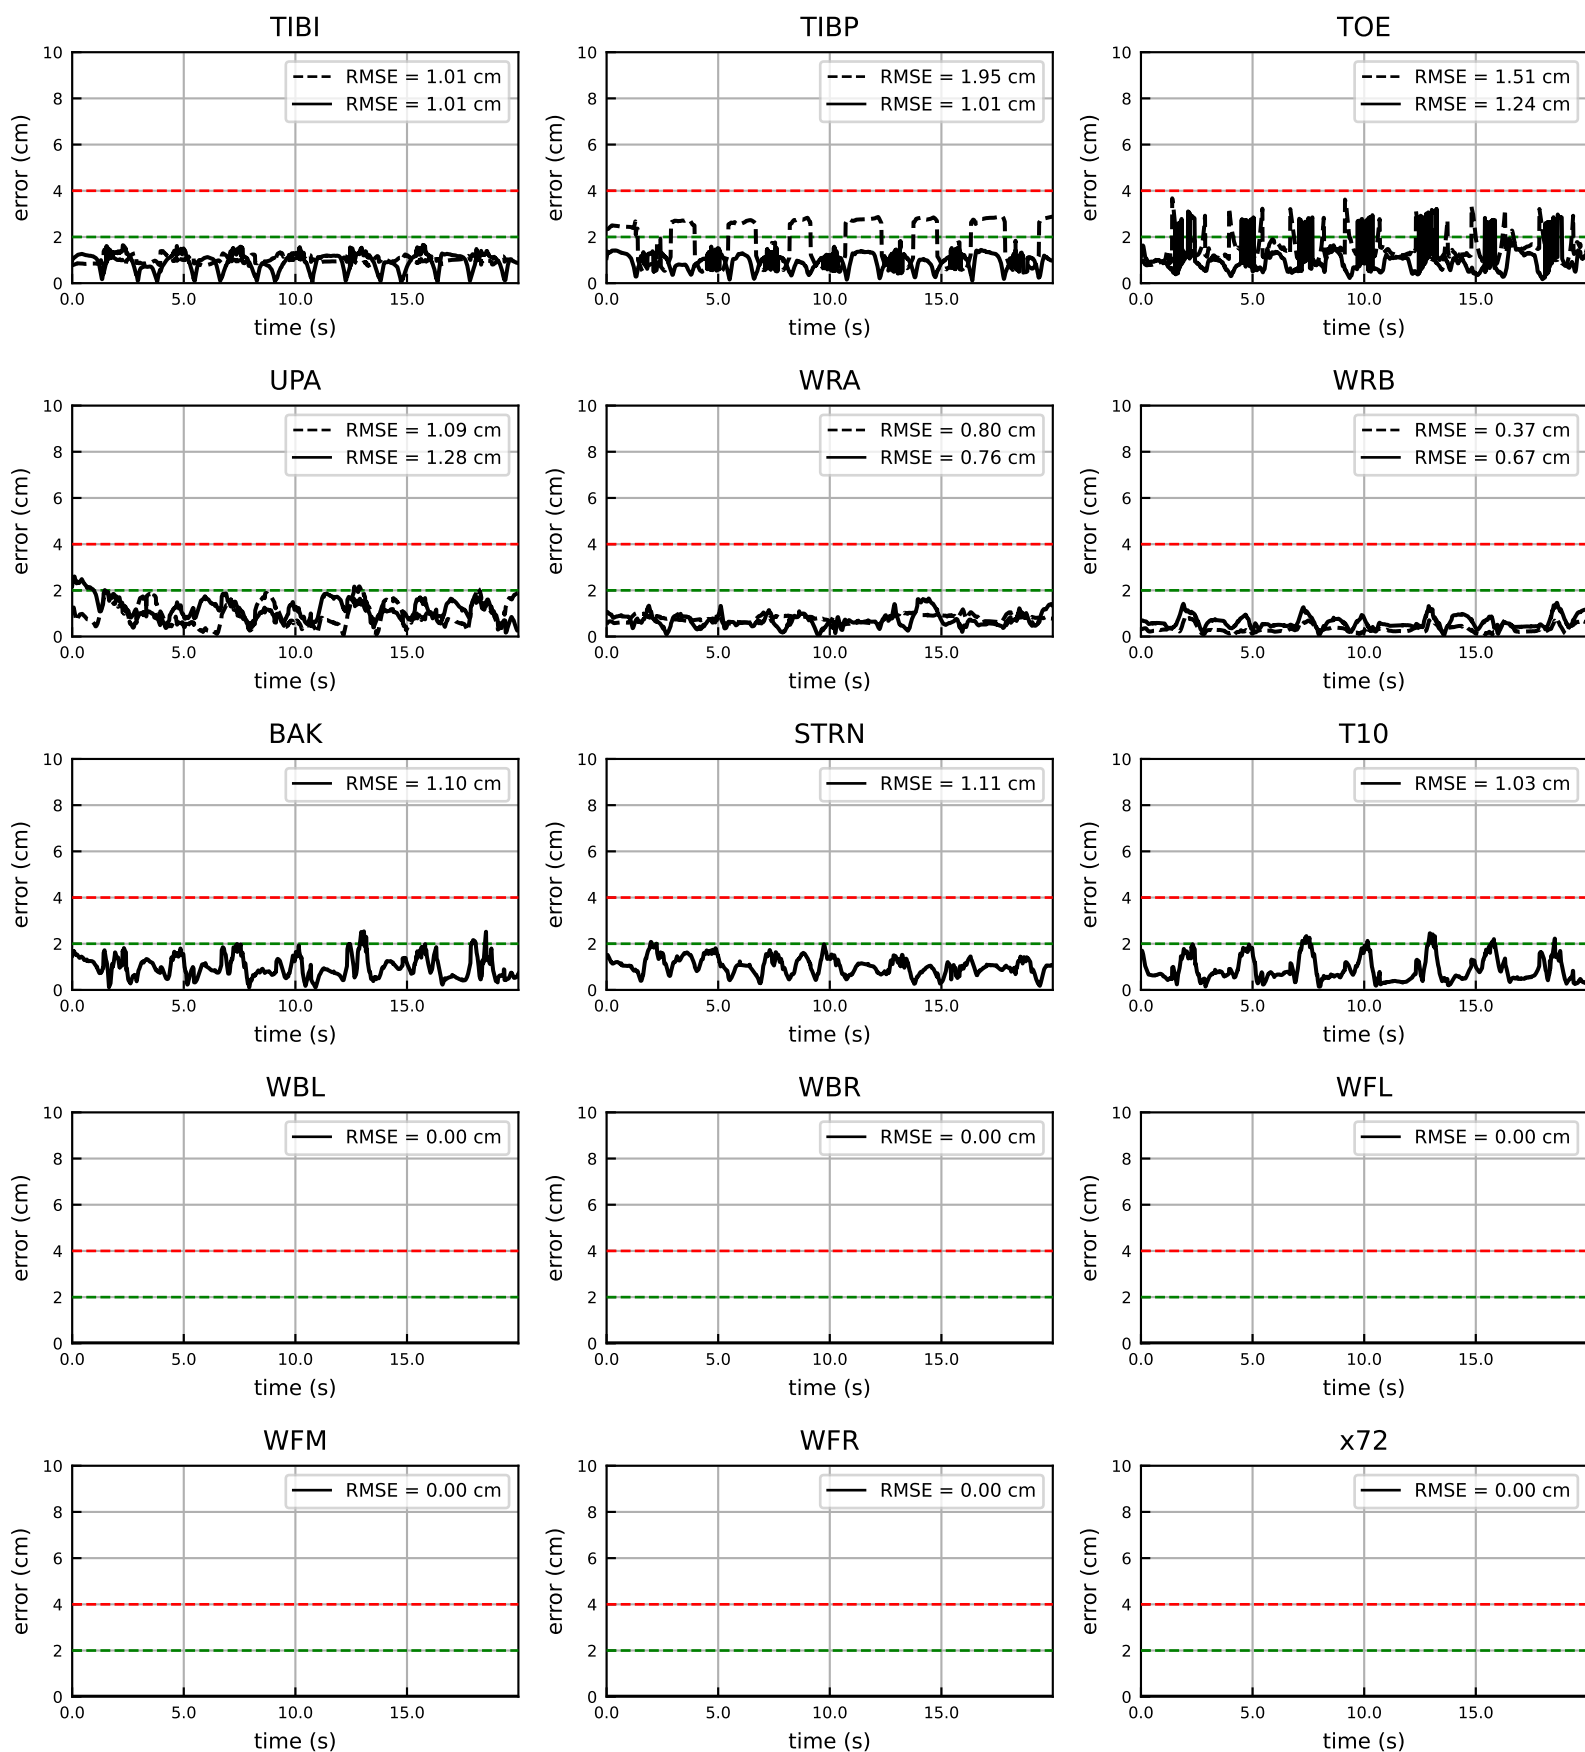 TIBI
TIBP
TOE
10
8
6
4
2
0
error (cm)
RMSE = 1.01 cm
RMSE = 1.01 cm
0.0 5.0 10.0 15.0
time (s)
10
8
6
4
2
0
error (cm)
RMSE = 1.95 cm
RMSE = 1.01 cm
0.0 5.0 10.0 15.0
time (s)
10
8
6
4
2
0
error (cm)
RMSE = 1.51 cm
RMSE = 1.24 cm
0.0 5.0 10.0 15.0
time (s)
UPA
WRA
WRB
10
8
6
4
2
0
error (cm)
RMSE = 1.09 cm
RMSE = 1.28 cm
0.0 5.0 10.0 15.0
time (s)
10
8
6
4
2
0
error (cm)
RMSE = 0.80 cm
RMSE = 0.76 cm
0.0 5.0 10.0 15.0
time (s)
10
8
6
4
2
0
error (cm)
RMSE = 0.37 cm
RMSE = 0.67 cm
0.0 5.0 10.0 15.0
time (s)
BAK
STRN
T10
10
8
6
4
2
0
error (cm)
RMSE = 1.10 cm
0.0 5.0 10.0 15.0
time (s)
10
8
6
4
2
0
error (cm)
RMSE = 1.11 cm
0.0 5.0 10.0 15.0
time (s)
10
8
6
4
2
0
error (cm)
RMSE = 1.03 cm
0.0 5.0 10.0 15.0
time (s)
WBL
WBR
WFL
10
8
6
4
2
0
error (cm)
RMSE = 0.00 cm
0.0 5.0 10.0 15.0
time (s)
10
8
6
4
2
0
error (cm)
RMSE = 0.00 cm
0.0 5.0 10.0 15.0
time (s)
10
8
6
4
2
0
error (cm)
RMSE = 0.00 cm
0.0 5.0 10.0 15.0
time (s)
WFM
WFR
x72
10
8
6
4
2
0
error (cm)
RMSE = 0.00 cm
0.0 5.0 10.0 15.0
time (s)
10
8
6
4
2
0
error (cm)
RMSE = 0.00 cm
0.0 5.0 10.0 15.0
time (s)
10
8
6
4
2
0
error (cm)
RMSE = 0.00 cm
0.0 5.0 10.0 15.0
time (s)